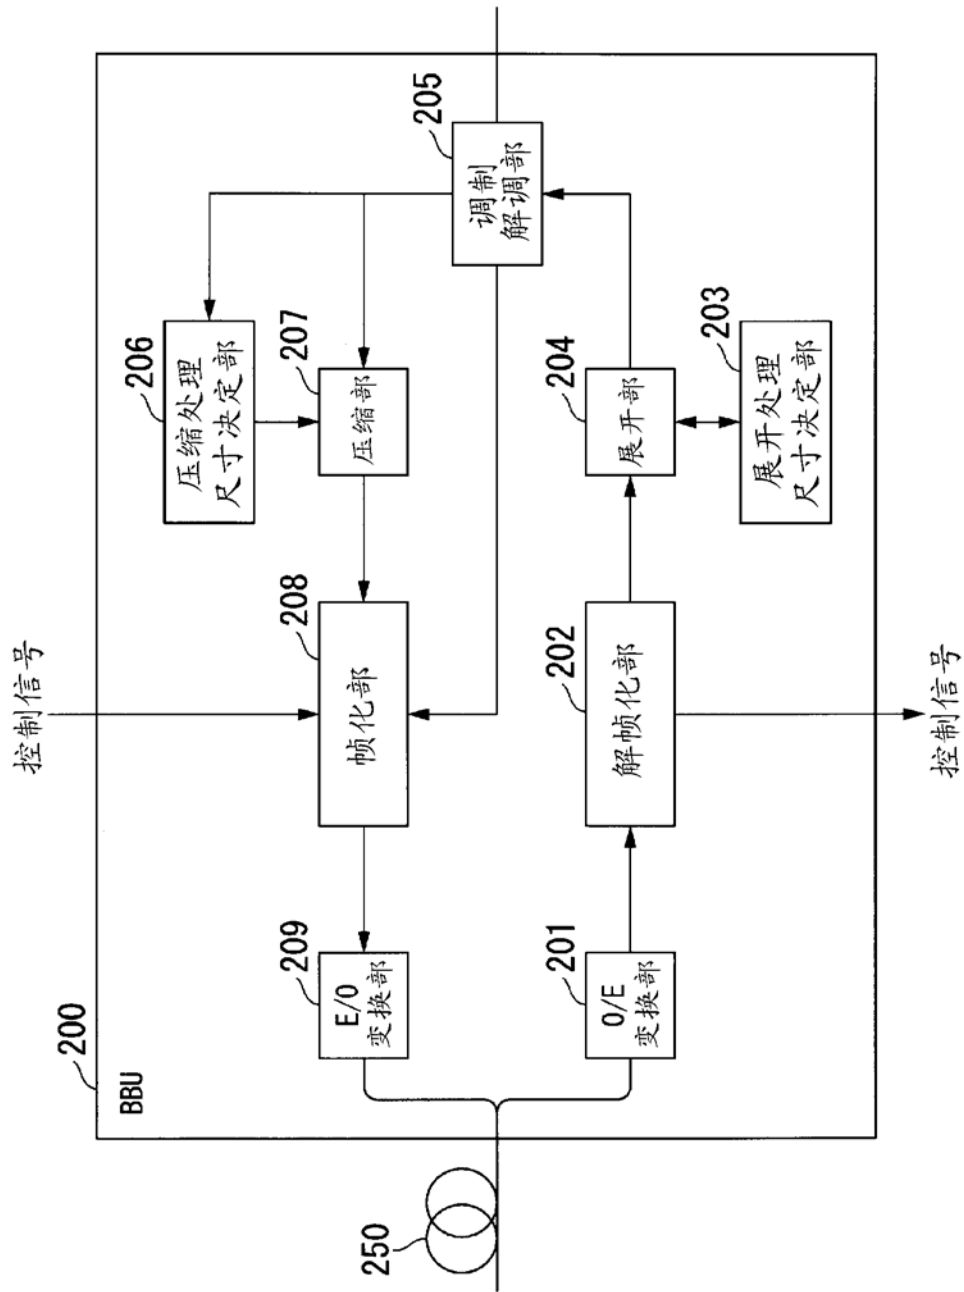 200
BBU
250
209
E/O
变换部
控制信号
208
帧化部
206
压缩处理
尺寸决定部
207
压缩部
205
调制
解调部
201
O/E
变换部
202
解帧化部
控制信号
204
展开部
203
展开处理
尺寸决定部